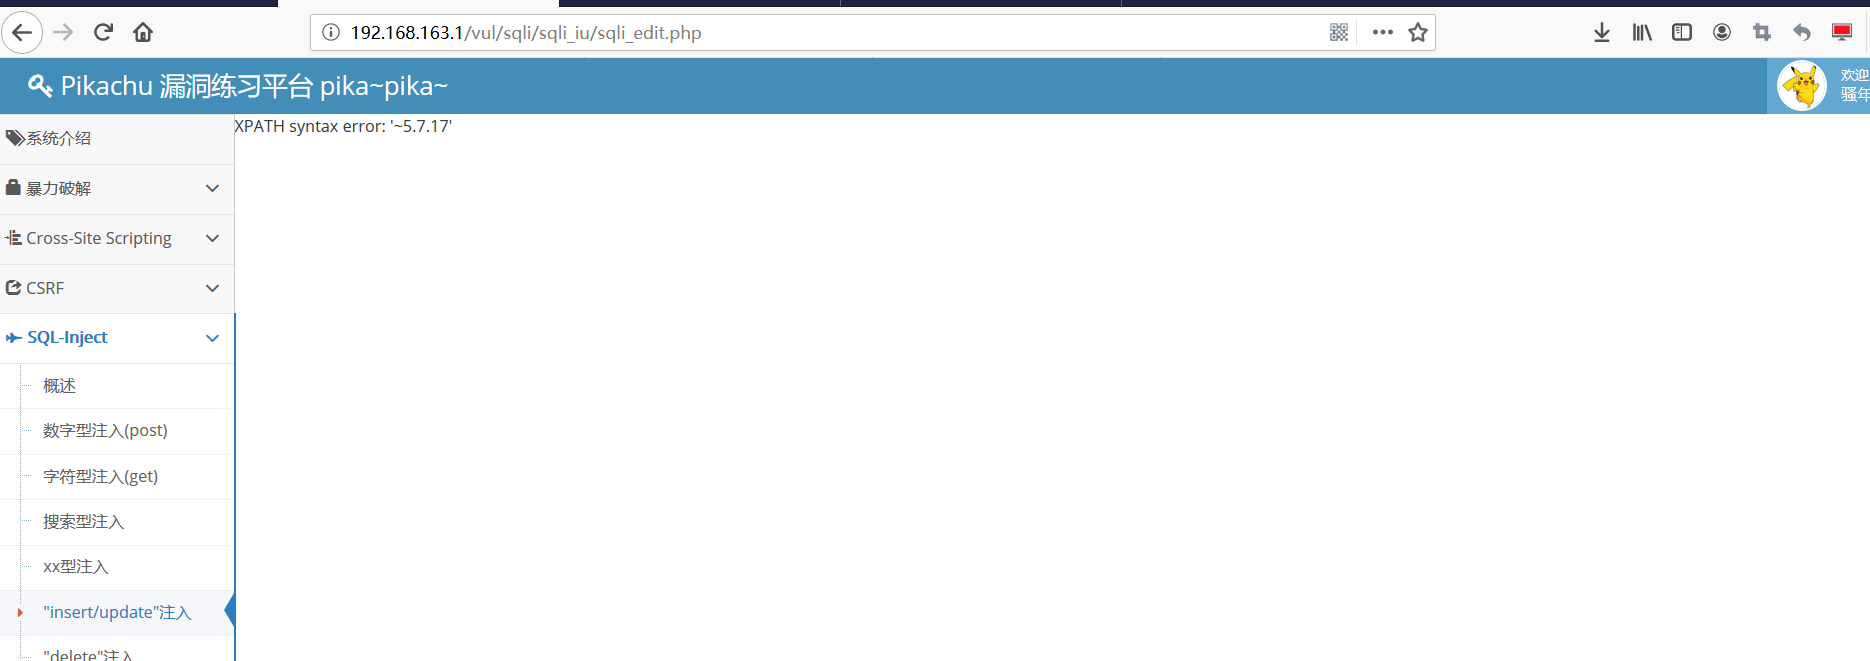 192.168.163.1/vul/sqli/sqli_iu/sqli_edit.php
Pikachu 漏洞练习平台 pika~pika~
欢迎
骚年
系统介绍
XPATH syntax error: '~5.7.17'
暴力破解
Cross-Site Scripting
CSRF
SQL-Inject
概述
数字型注入(post)
字符型注入(get)
搜索型注入
xx型注入
"insert/update"注入
"delete"注入